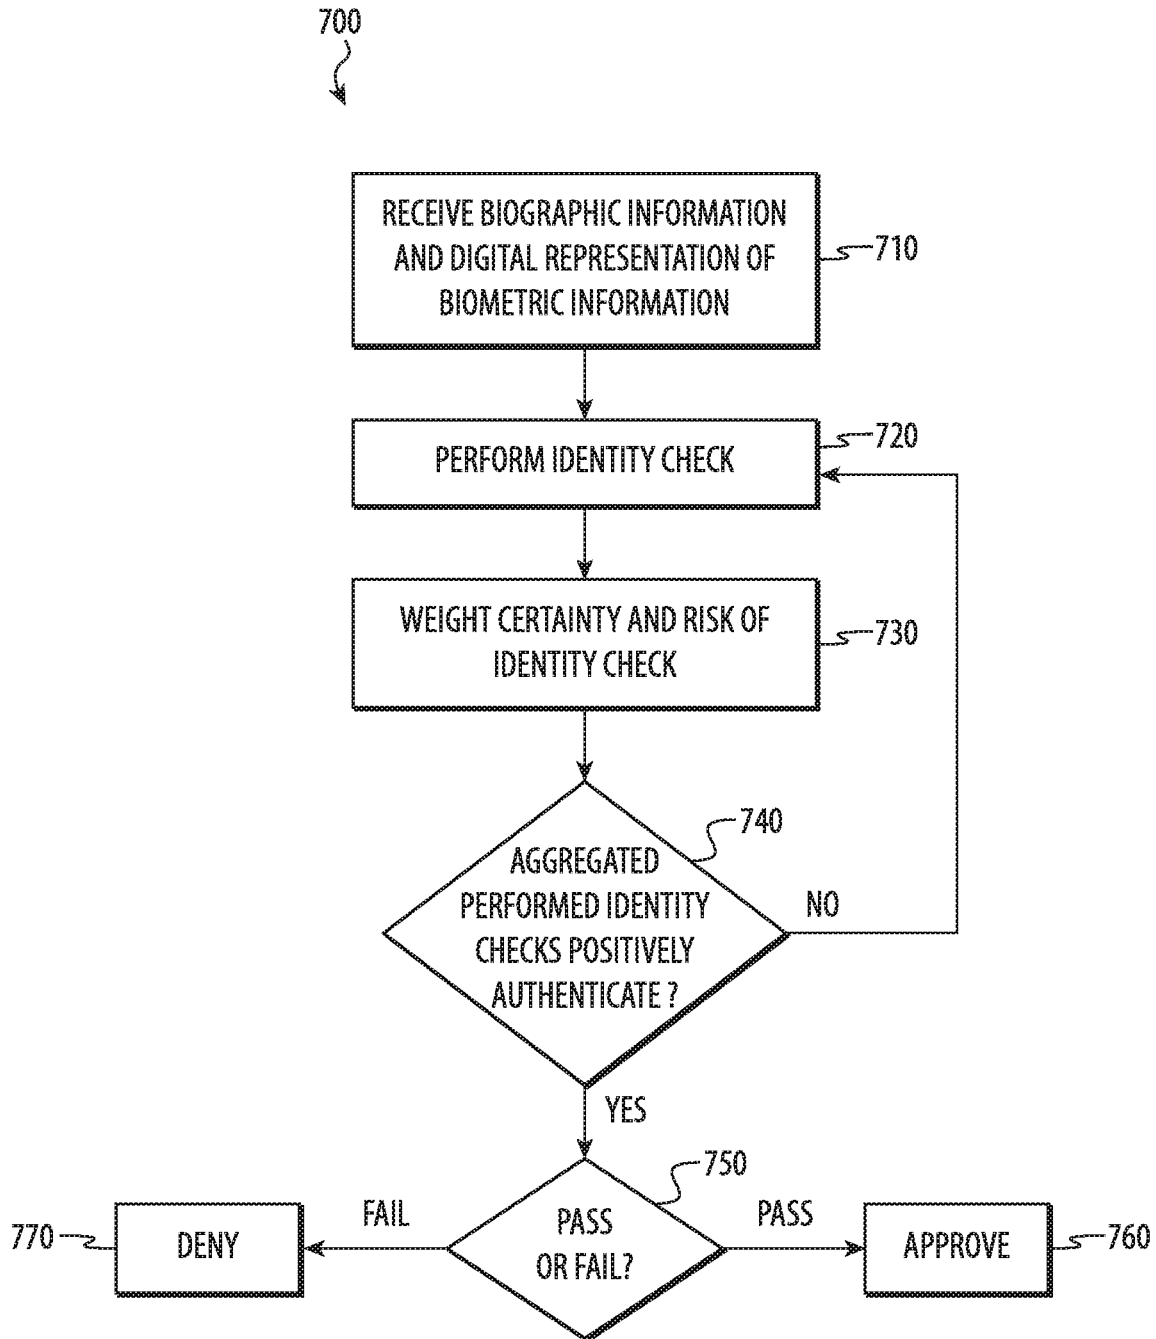 700
RECEIVE BIOGRAPHIC INFORMATION
AND DIGITAL REPRESENTATION OF
BIOMETRIC INFORMATION
710
PERFORM IDENTITY CHECK
720
WEIGHT CERTAINTY AND RISK OF
IDENTITY CHECK
730
740
AGGREGATED
PERFORMED IDENTITY
CHECKS POSITIVELY
AUTHENTICATE ?
NO
YES
750
PASS
OR FAIL?
FAIL
PASS
770
DENY
APPROVE
760